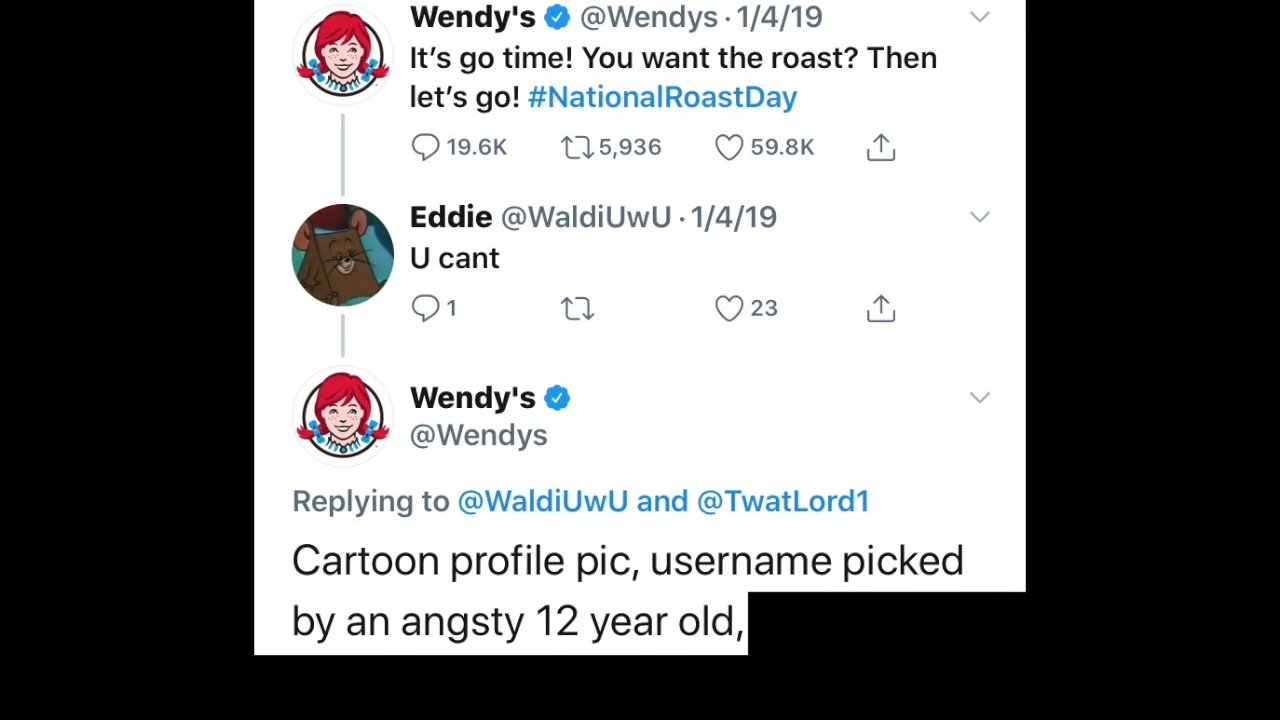 Wendy's @Wendys · 1/4/19
It’s go time! You want the roast? Then
let’s go! #NationalRoastDay
19.6K 5,936 59.8K
Eddie @WaldiUwU · 1/4/19
U cant
1 23
Wendy's
@Wendys
Replying to @WaldiUwU and @TwatLord1
Cartoon profile pic, username picked
by an angsty 12 year old,